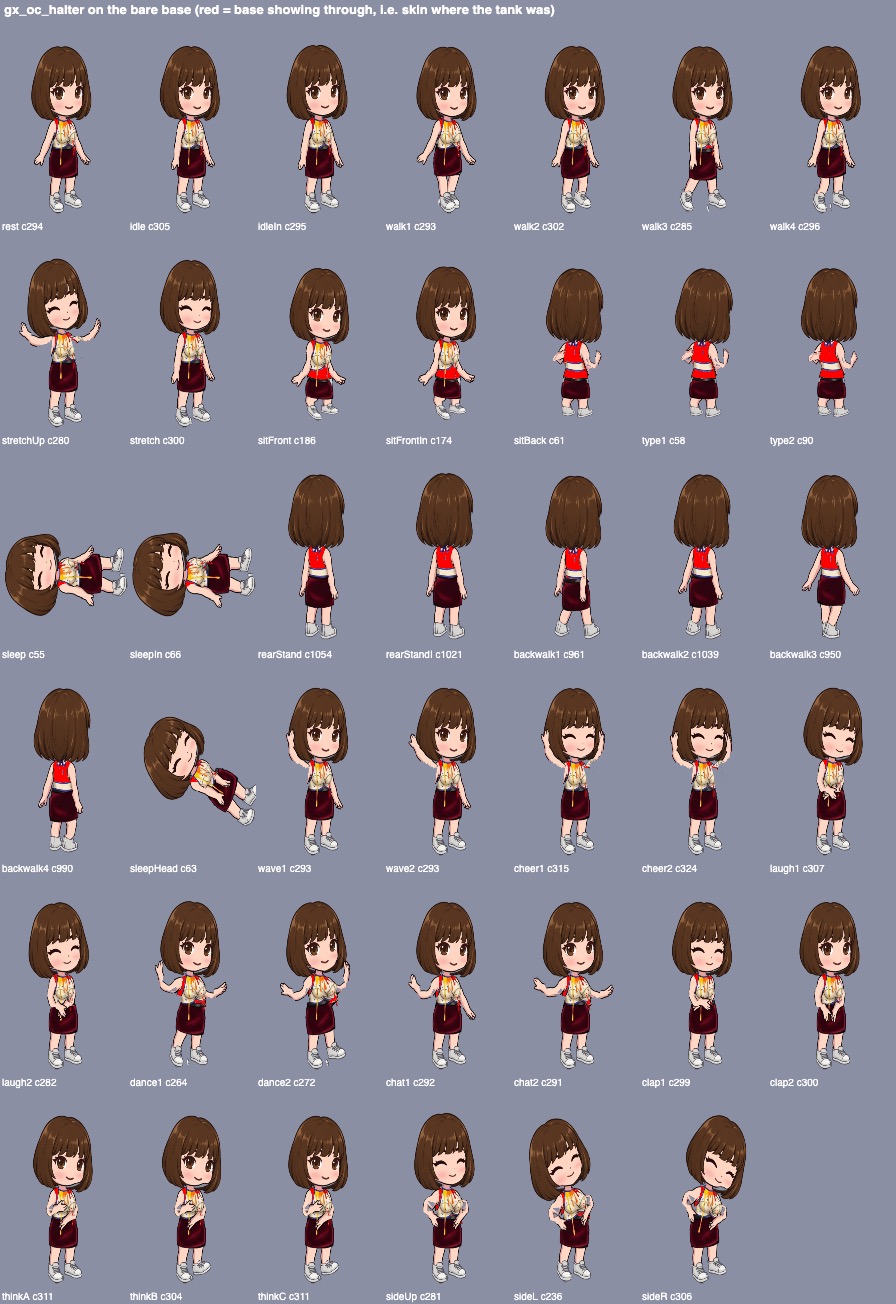 gx_oc_halter on the bare base (red = base showing through, i.e. skin where the tank was)
rest c294 idle c305 idleIn c295 walk1 c293 walk2 c302 walk3 c285 walk4 c296
stretchUp c280 stretch c300 sitFront c186 sitFrontIn c174 sitBack c61 type1 c58 type2 c90
sleep c55 sleepIn c66 rearStand c1054 rearStandI c1021 backwalk1 c961 backwalk2 c1039 backwalk3 c950
backwalk4 c990 sleepHead c63 wave1 c293 wave2 c293 cheer1 c315 cheer2 c324 laugh1 c307
laugh2 c282 dance1 c264 dance2 c272 chat1 c292 chat2 c291 clap1 c299 clap2 c300
thinkA c311 thinkB c304 thinkC c311 sideUp c281 sideL c236 sideR c306